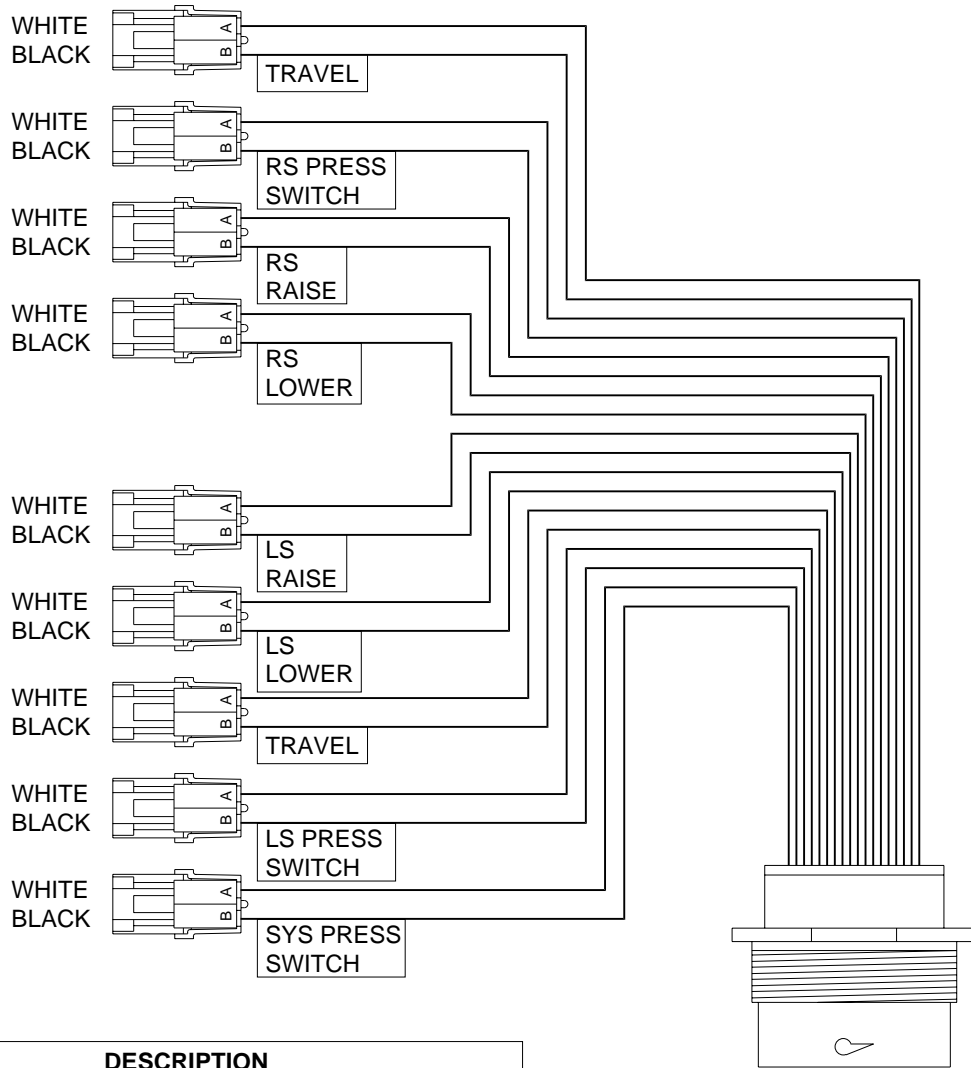 WHITE
BLACK
A
B
TRAVEL
WHITE
BLACK
A
B
RS PRESS
SWITCH
WHITE
BLACK
A
B
RS
RAISE
WHITE
BLACK
A
B
RS
LOWER
WHITE
BLACK
A
B
LS
RAISE
WHITE
BLACK
A
B
LS
LOWER
WHITE
BLACK
A
B
TRAVEL
WHITE
BLACK
A
B
LS PRESS
SWITCH
WHITE
BLACK
A
B
SYS PRESS
SWITCH
DESCRIPTION